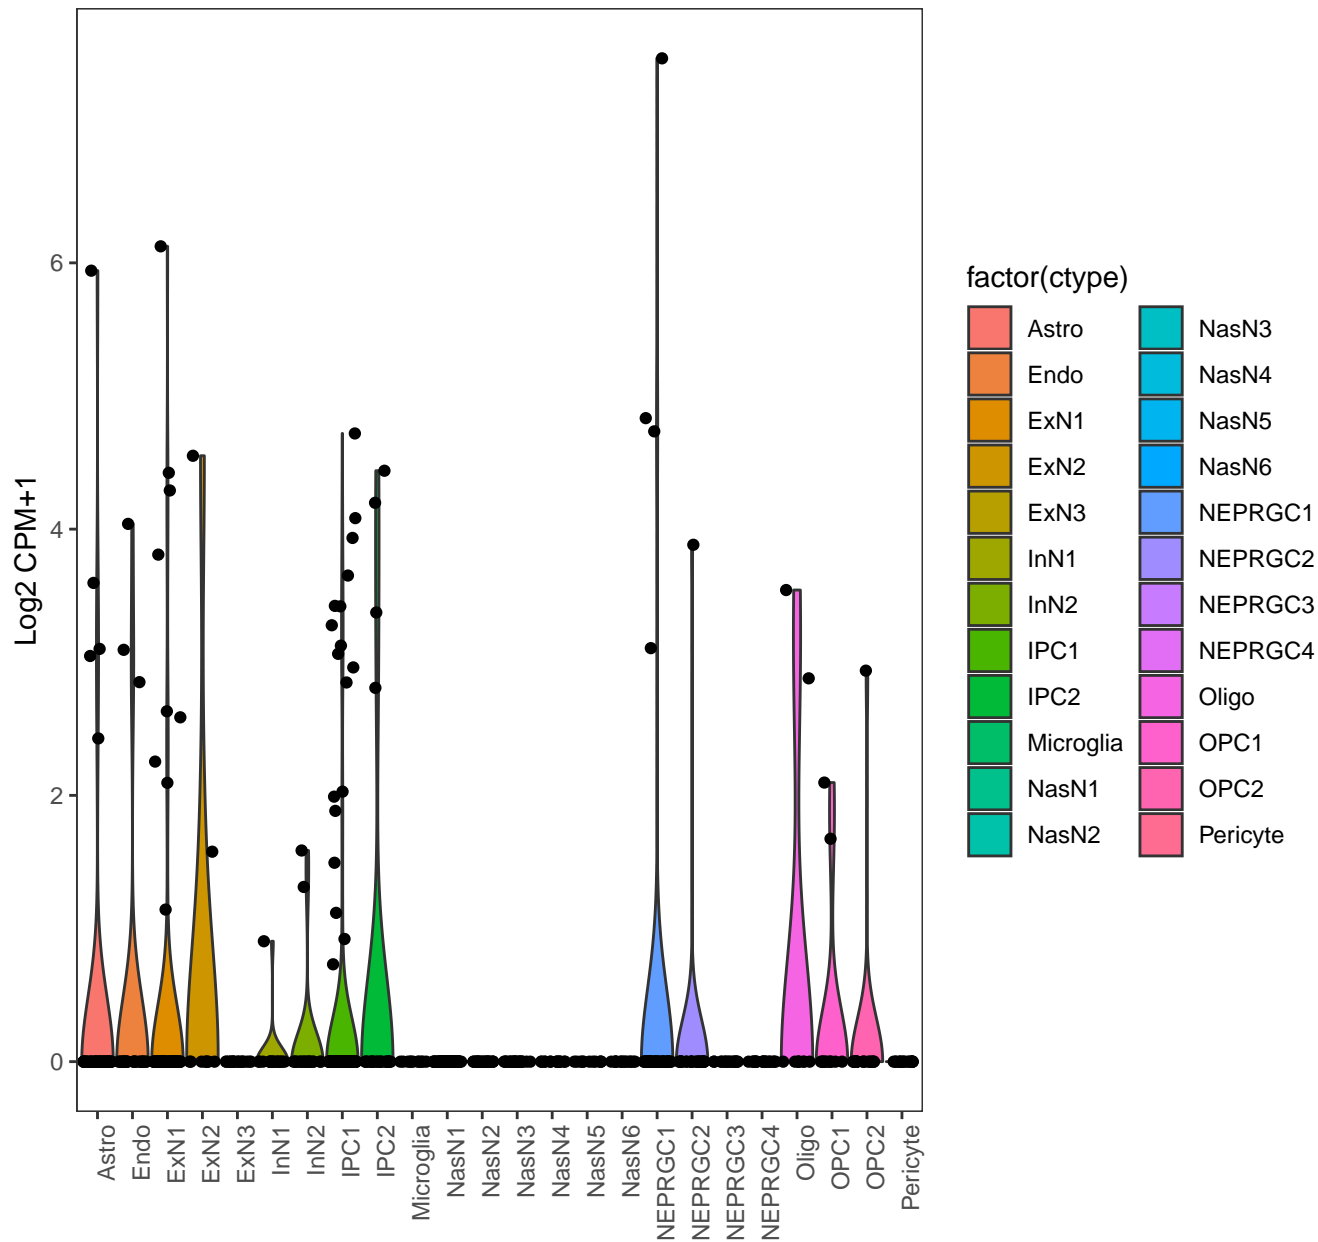 Log2 CPM+1
6
4
2
0
Astro
Endo
ExN1
ExN2
ExN3
InN1
InN2
IPC1
IPC2
Microglia
NasN1
NasN2
NasN3
NasN4
NasN5
NasN6
NEPRGC1
NEPRGC2
NEPRGC3
NEPRGC4
Oligo
OPC1
OPC2
Pericyte
factor(ctype)
Astro
Endo
ExN1
ExN2
ExN3
InN1
InN2
IPC1
IPC2
Microglia
NasN1
NasN2
NasN3
NasN4
NasN5
NasN6
NEPRGC1
NEPRGC2
NEPRGC3
NEPRGC4
Oligo
OPC1
OPC2
Pericyte